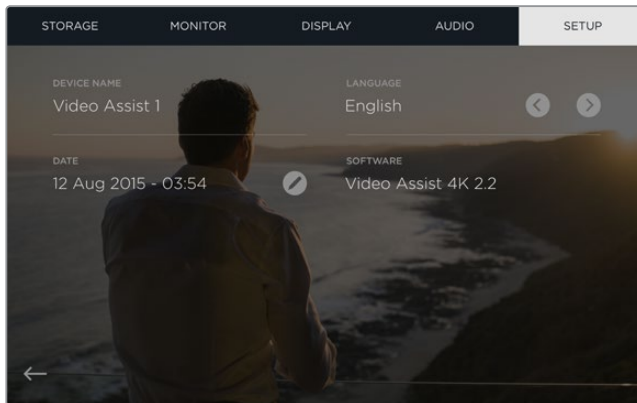 STORAGE MONITOR DISPLAY AUDIO SETUP
DEVICE NAME LANGUAGE
Video Assist 1 English
DATE SOFTWARE
12 Aug 2015 - 03:54 Video Assist 4K 2.2